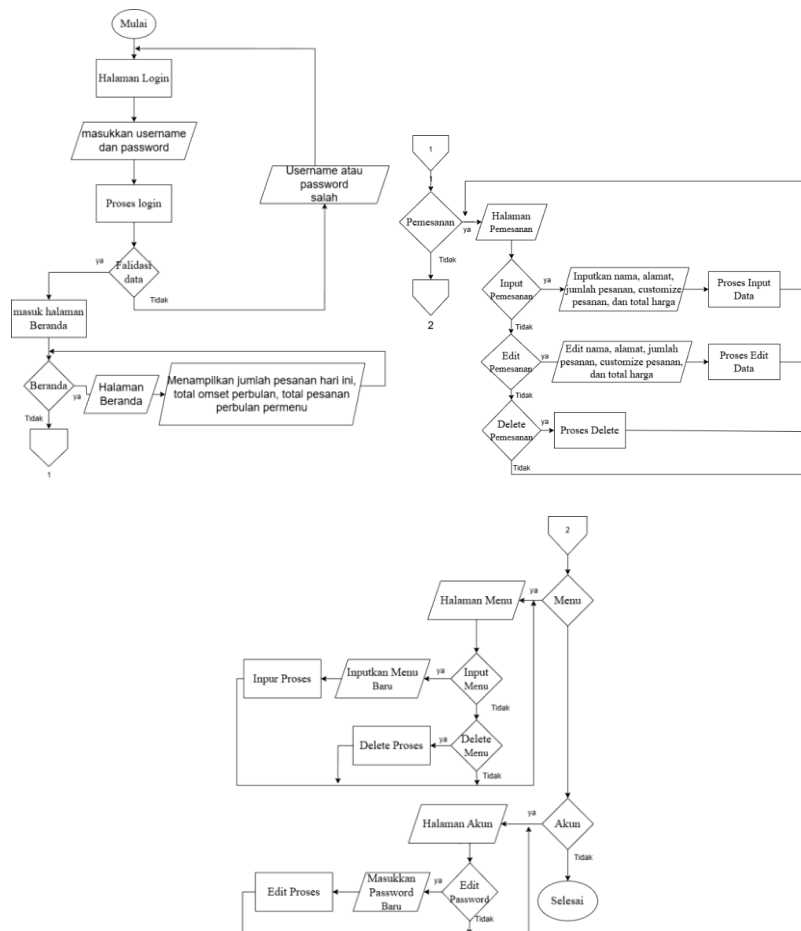 Mulai
Halaman Login
masukkan username
dan password
Proses login
Falidasi
data
ya
Tidak
Username atau
password
salah
masuk halaman
Beranda
Beranda
ya
Tidak
Halaman
Beranda
Menampilkan jumlah pesanan hari ini,
total omset perbulan, total pesanan
perbulan permenu
1
1
1
Pemesanan
ya
Tidak
2
Halaman
Pemesanan
Input
Pemesanan
ya
Tidak
Inputkan nama, alamat,
jumlah pesanan, customize
pesanan, dan total harga
Proses Input
Data
Edit
Pemesanan
ya
Tidak
Edit nama, alamat, jumlah
pesanan, customize pesanan,
dan total harga
Proses Edit
Data
Delete
Pemesanan
ya
Tidak
Proses Delete
2
Menu
ya
Tidak
Halaman Menu
Input
Menu
ya
Tidak
Inputkan Menu
Baru
Inpur Proses
Delete
Menu
ya
Tidak
Delete Proses
Akun
ya
Tidak
Halaman Akun
Edit
Password
ya
Tidak
Masukkan
Password
Baru
Edit Proses
Selesai